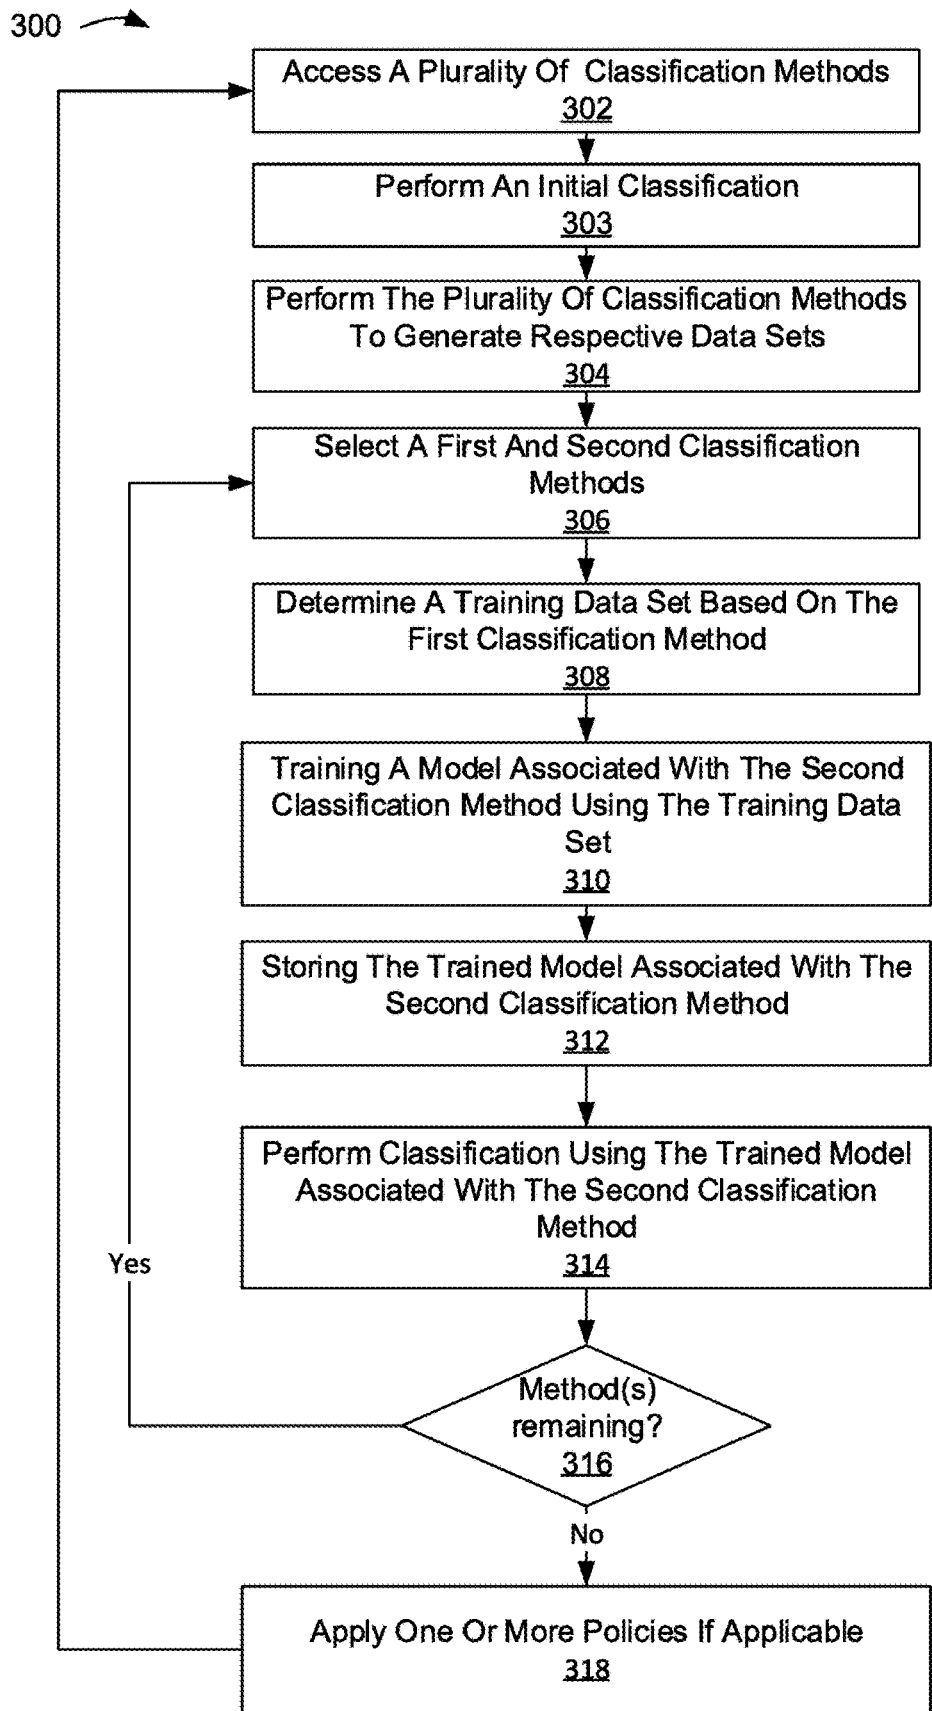 300
Access A Plurality Of Classification Methods
302
Perform An Initial Classification
303
Perform The Plurality Of Classification Methods
To Generate Respective Data Sets
304
Select A First And Second Classification
Methods
306
Determine A Training Data Set Based On The
First Classification Method
308
Training A Model Associated With The Second
Classification Method Using The Training Data
Set
310
Storing The Trained Model Associated With The
Second Classification Method
312
Perform Classification Using The Trained Model
Associated With The Second Classification
Method
314
Yes
Method(s)
remaining?
316
No
Apply One Or More Policies If Applicable
318